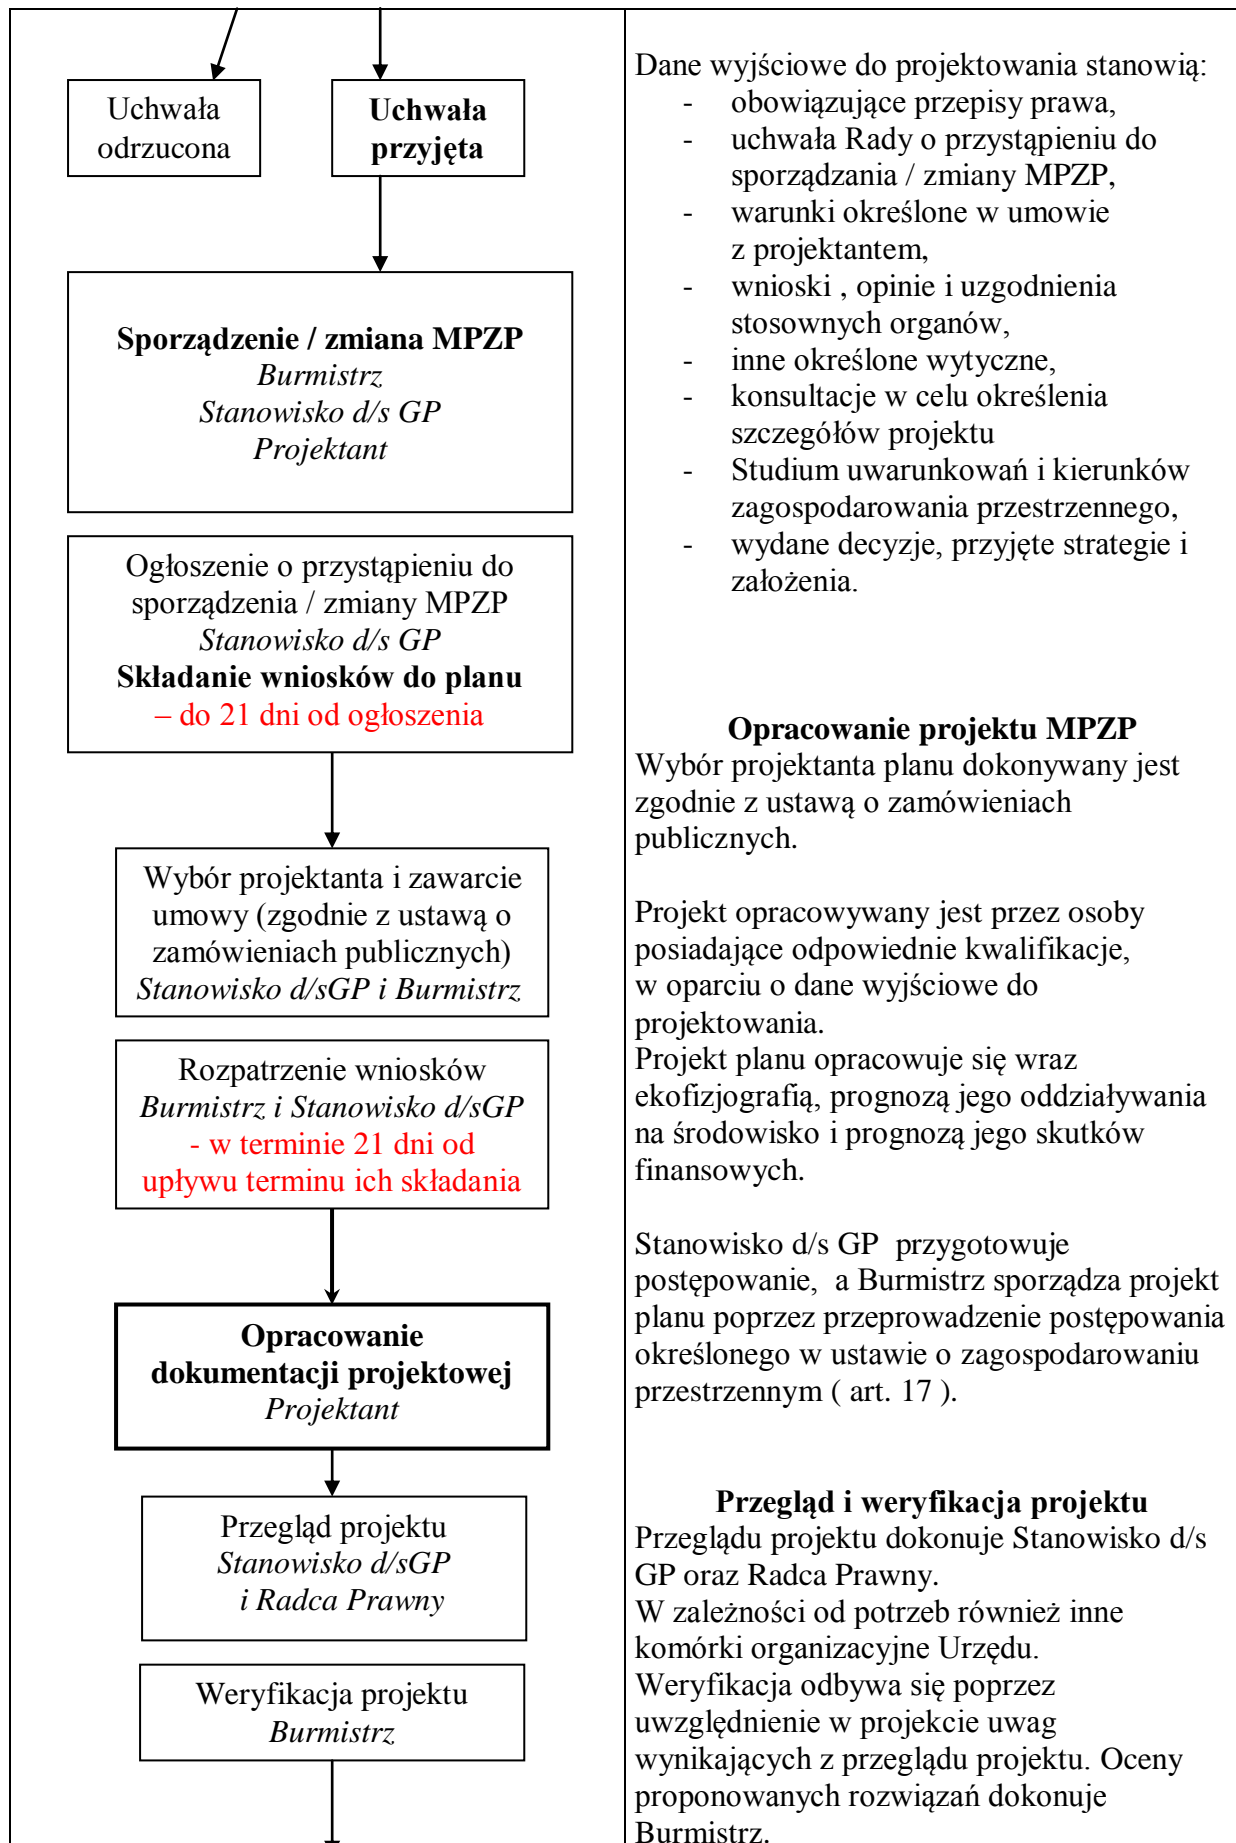 Uchwała
odrzucona
Uchwała
przyjęta
Sporządzenie / zmiana MPZP
Burmistrz
Stanowisko d/s GP
Projektant
Ogłoszenie o przystąpieniu do
sporządzenia / zmiany MPZP
Stanowisko d/s GP
Składanie wniosków do planu
– do 21 dni od ogłoszenia
Wybór projektanta i zawarcie
umowy (zgodnie z ustawą o
zamówieniach publicznych)
Stanowisko d/sGP i Burmistrz
Rozpatrzenie wniosków
Burmistrz i Stanowisko d/sGP
- w terminie 21 dni od
upływu terminu ich składania
Opracowanie
dokumentacji projektowej
Projektant
Przegląd projektu
Stanowisko d/sGP
i Radca Prawny
Weryfikacja projektu
Burmistrz
Dane wyjściowe do projektowania stanowią:
- obowiązujące przepisy prawa,
- uchwała Rady o przystąpieniu do
sporządzania / zmiany MPZP,
- warunki określone w umowie
z projektantem,
- wnioski , opinie i uzgodnienia
stosownych organów,
- inne określone wytyczne,
- konsultacje w celu określenia
szczegółów projektu
- Studium uwarunkowań i kierunków
zagospodarowania przestrzennego,
- wydane decyzje, przyjęte strategie i
założenia.
Opracowanie projektu MPZP
Wybór projektanta planu dokonywany jest
zgodnie z ustawą o zamówieniach
publicznych.
Projekt opracowywany jest przez osoby
posiadające odpowiednie kwalifikacje,
w oparciu o dane wyjściowe do
projektowania.
Projekt planu opracowuje się wraz
ekofizjografią, prognozą jego oddziaływania
na środowisko i prognozą jego skutków
finansowych.
Stanowisko d/s GP  przygotowuje
postępowanie,  a Burmistrz sporządza projekt
planu poprzez przeprowadzenie postępowania
określonego w ustawie o zagospodarowaniu
przestrzennym ( art. 17 ).
Przegląd i weryfikacja projektu
Przeglądu projektu dokonuje Stanowisko d/s
GP oraz Radca Prawny.
W zależności od potrzeb również inne
komórki organizacyjne Urzędu.
Weryfikacja odbywa się poprzez
uwzględnienie w projekcie uwag
wynikających z przeglądu projektu. Oceny
proponowanych rozwiązań dokonuje
Burmistrz.